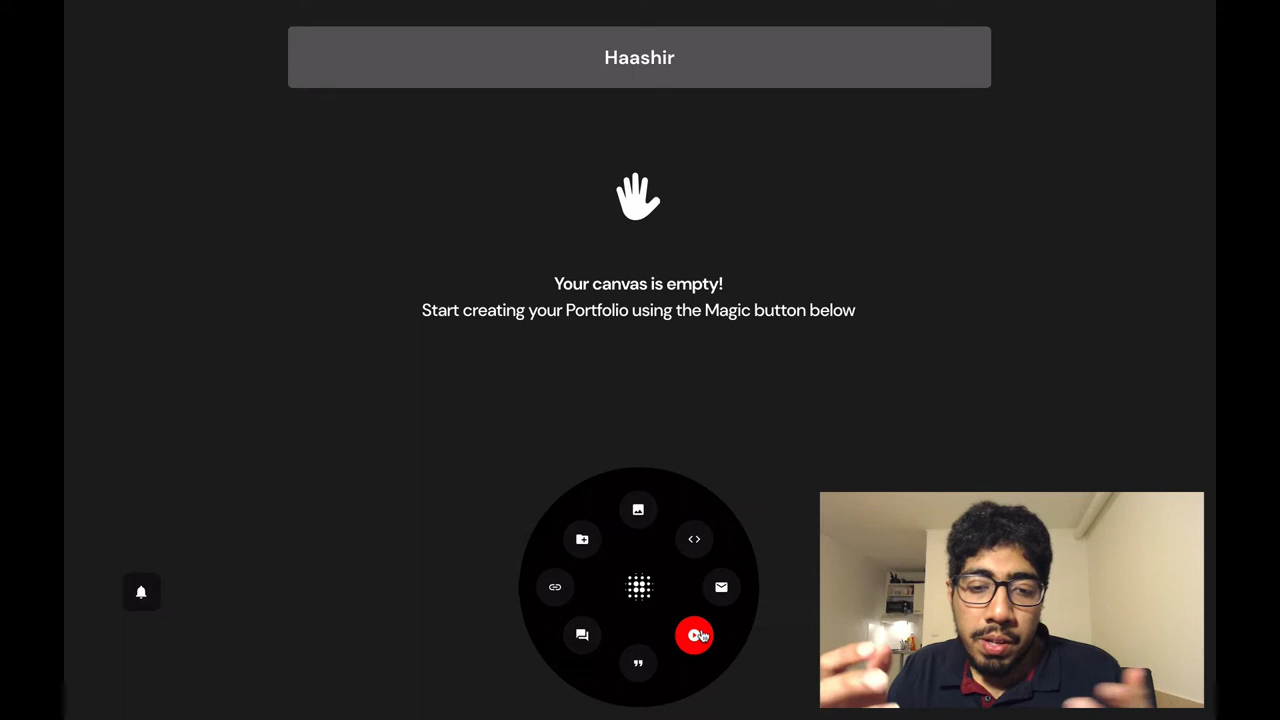 Haashir
Your canvas is empty!
Start creating your Portfolio using the Magic button below